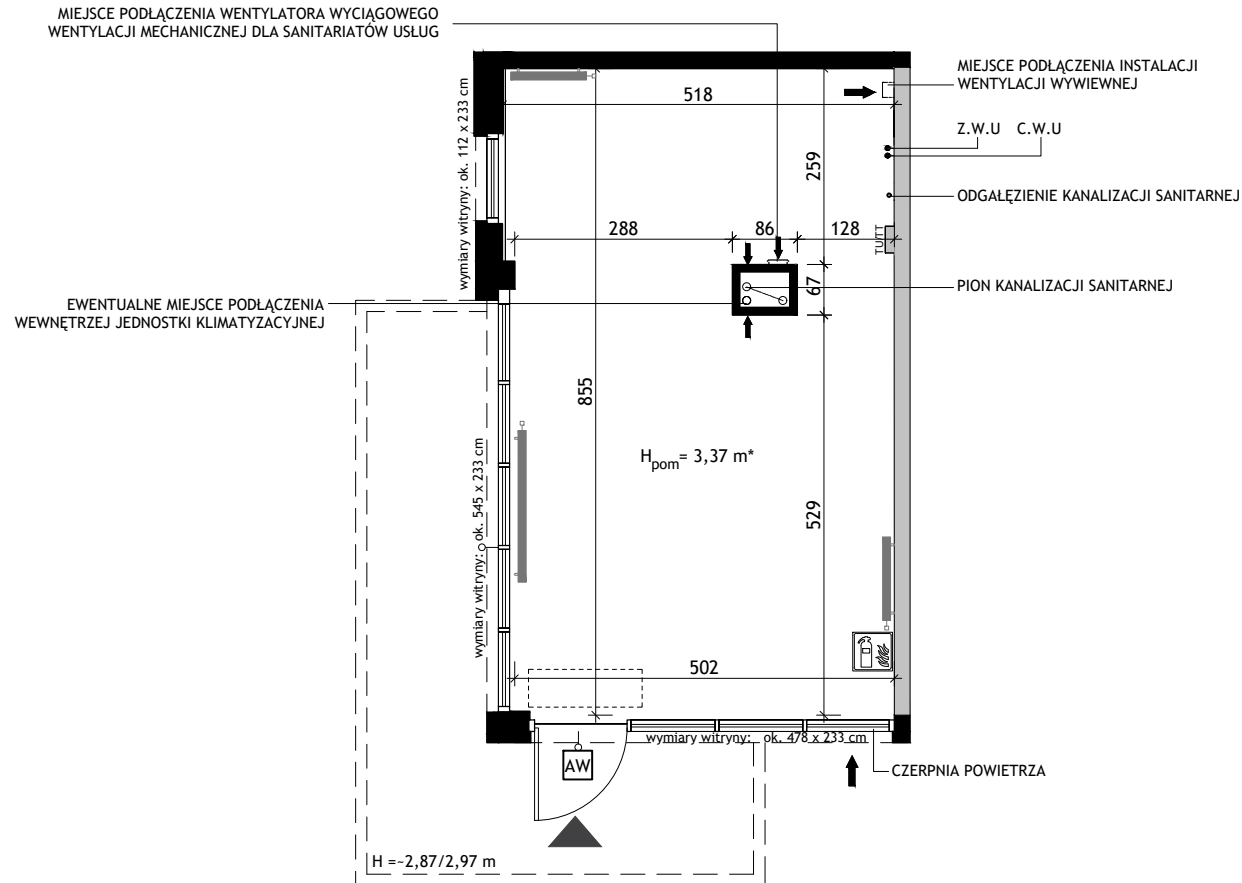 MIEJSCE PODŁĄCZENIA WENTYLATORA WYCIĄGOWEGO
WENTYLACJI MECHANICZNEJ DLA SANITARIATÓW USŁUG
MIEJSCE PODŁĄCZENIA INSTALACJI
WENTYLACJI WYWIEWNEJ
518
wymiary witryny: ok. 112 x 233 cm
Z.W.U C.W.U
259
ODGAŁĘZIENIE KANALIZACJI SANITARNEJ
288
86
128
TU/TT
67
PION KANALIZACJI SANITARNEJ
EWENTUALNE MIEJSCE PODŁĄCZENIA
WEWNĘTRZEJ JEDNOSTKI KLIMATYZACYJNEJ
855
Hpom= 3,37 m*
529
wymiary witryny: ok. 545 x 233 cm
502
wymiary witryny: ok. 478 x 233 cm
AW
CZERPNIA POWIETRZA
H =~2,87/2,97 m